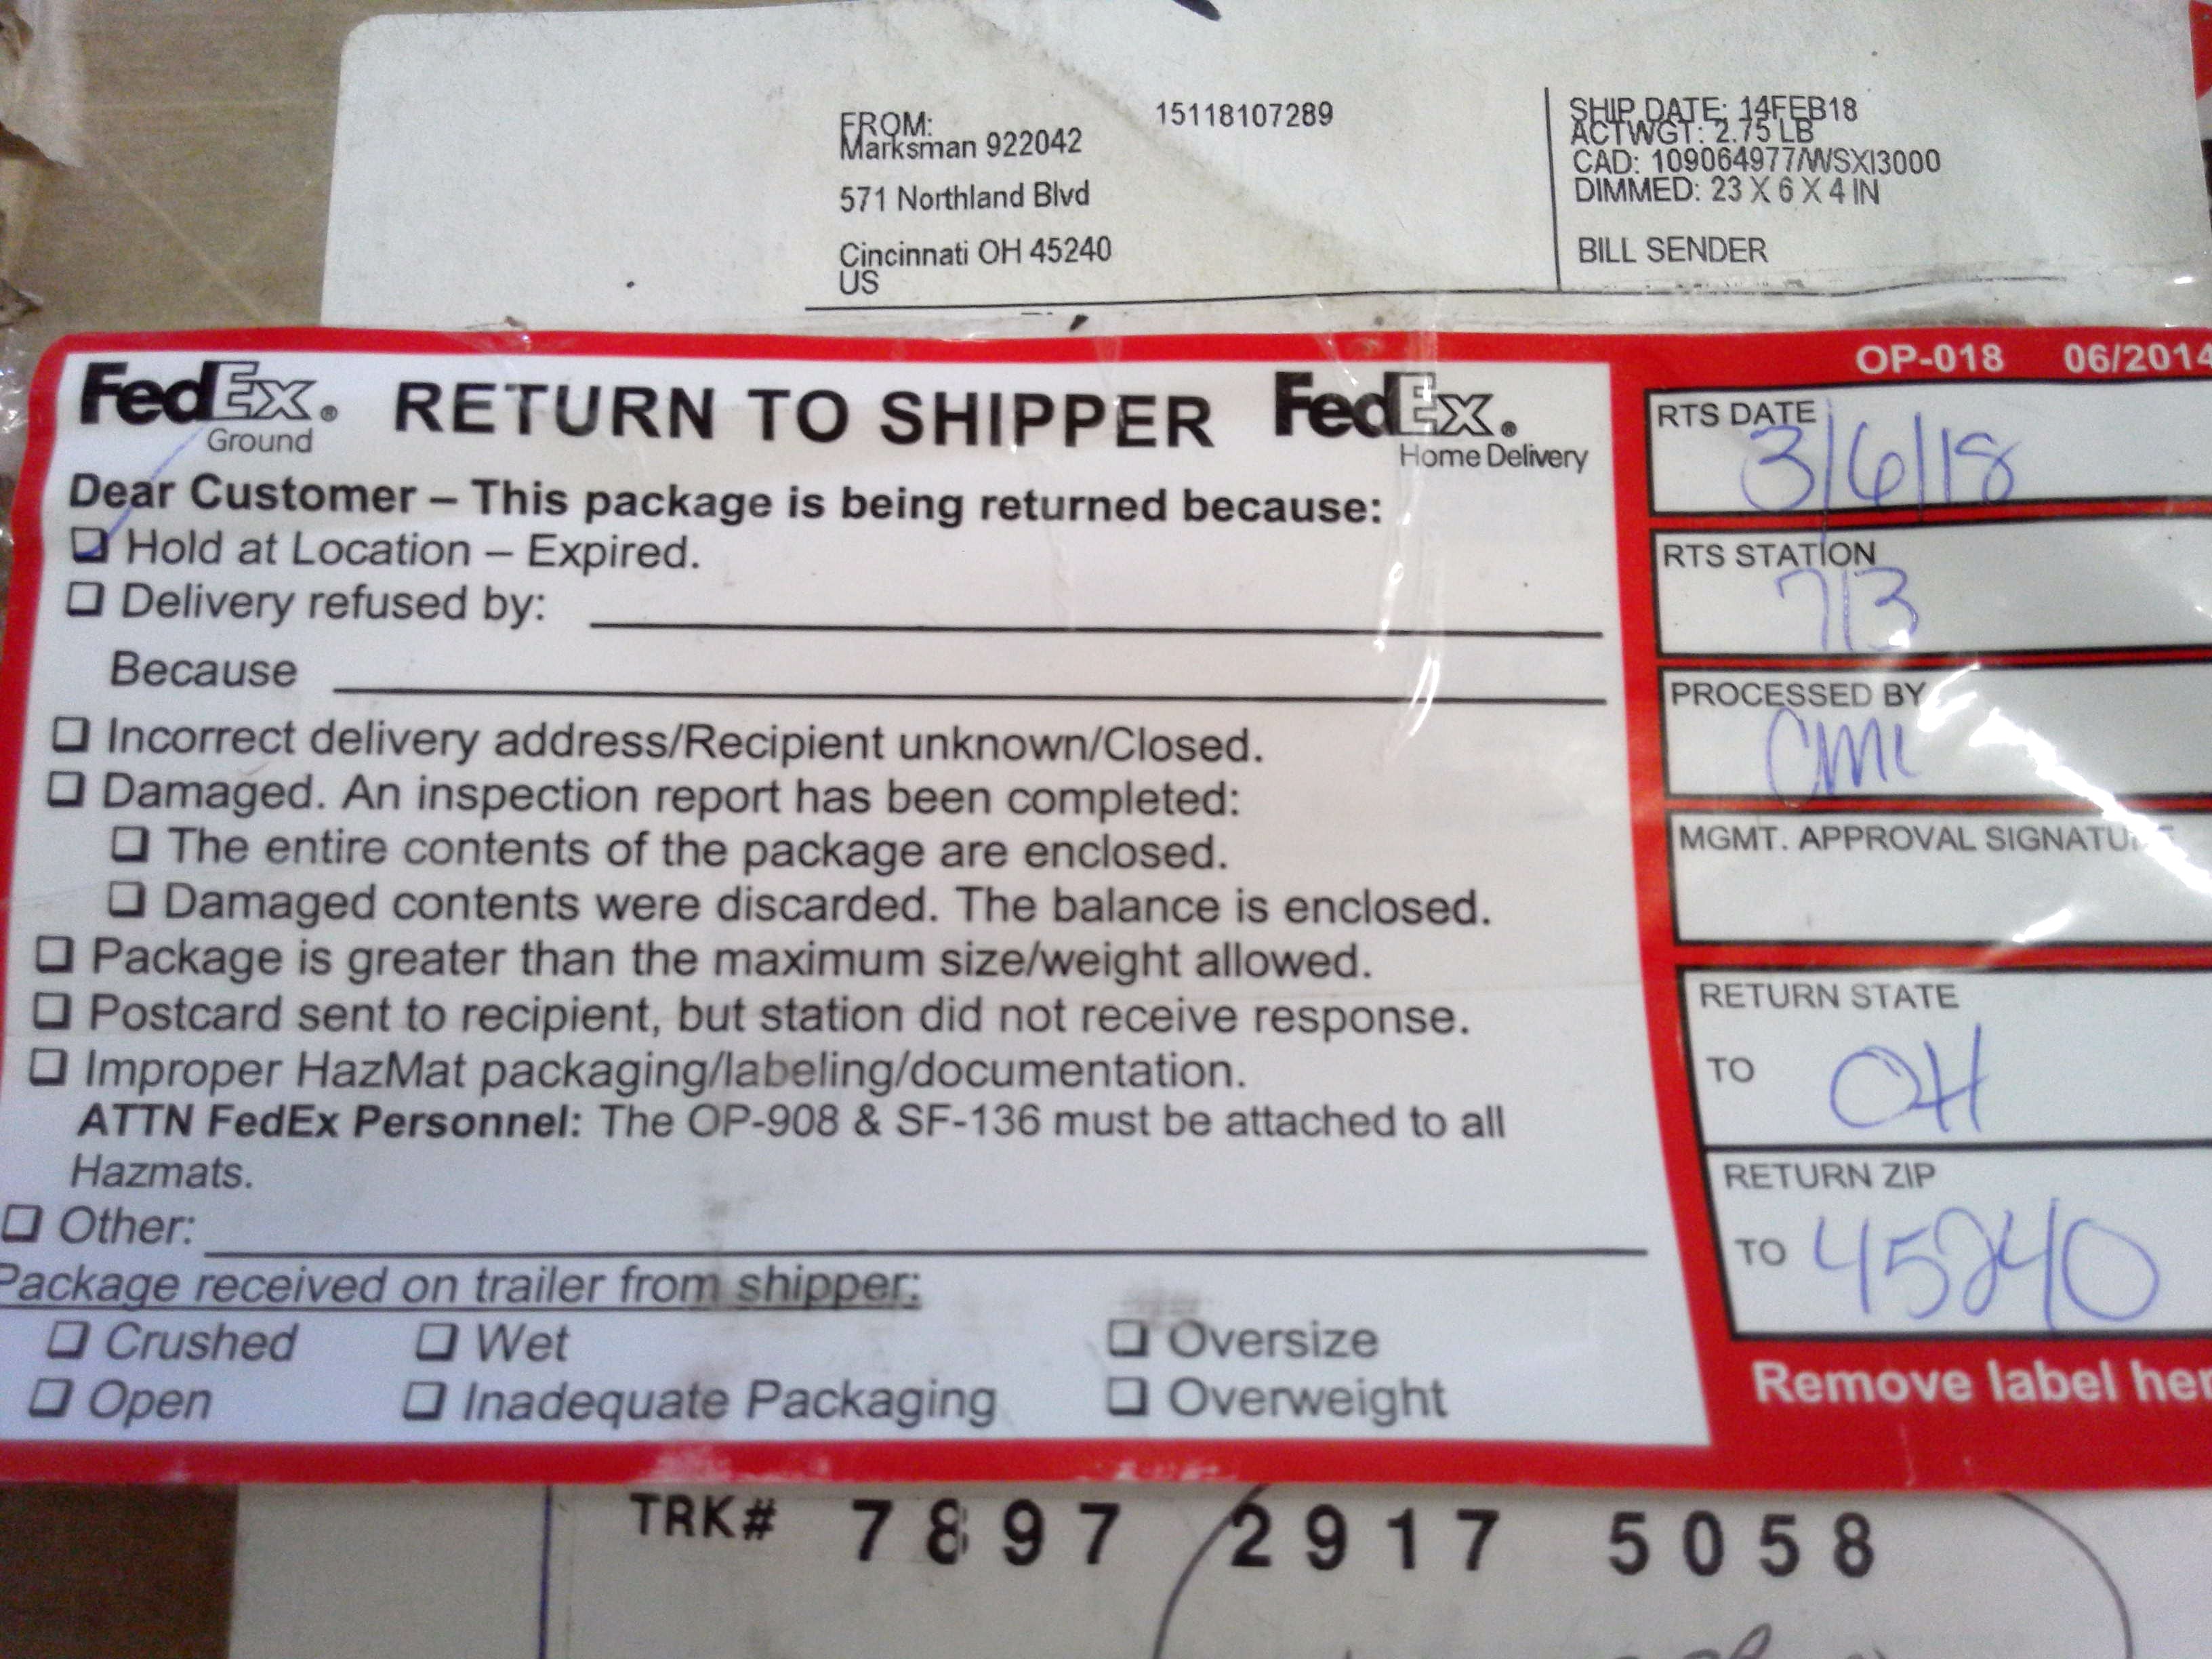 FROM:
Marksman 922042
15118107289
571 Northland Blvd
Cincinnati OH 45240
US
SHIP DATE: 14FEB18
ACTWGT: 2.75 LB
CAD: 109064977/WSXI3000
DIMMED: 23 X 6 X 4 IN
BILL SENDER
FedEx® Ground
RETURN TO SHIPPER
FedEx® Home Delivery
Dear Customer – This package is being returned because:
❑ Hold at Location – Expired.
❑ Delivery refused by:
Because
❑ Incorrect delivery address/Recipient unknown/Closed.
❑ Damaged. An inspection report has been completed:
❑ The entire contents of the package are enclosed.
❑ Damaged contents were discarded. The balance is enclosed.
❑ Package is greater than the maximum size/weight allowed.
❑ Postcard sent to recipient, but station did not receive response.
❑ Improper HazMat packaging/labeling/documentation.
ATTN FedEx Personnel: The OP-908 & SF-136 must be attached to all
Hazmats.
❑ Other:
Package received on trailer from shipper:
❑ Crushed ❑ Wet ❑ Oversize
❑ Open ❑ Inadequate Packaging ❑ Overweight
OP-018 06/2014
RTS DATE
3/6/18
RTS STATION
713
PROCESSED BY
MGMT. APPROVAL
RETURN STATE
TO OH
RETURN ZIP
TO 45240
Remove label
TRK# 7897 2917 5058